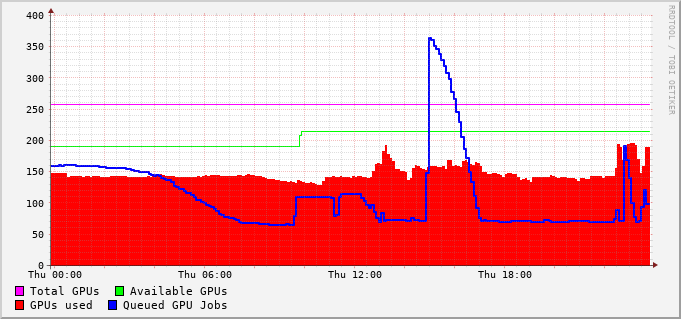 400
350
300
250
200
150
100
50
0
Thu 00:00 Thu 06:00 Thu 12:00 Thu 18:00
Total GPUs Available GPUs
GPUs used Queued GPU Jobs
RRDTOOL / TOBI OETIKER